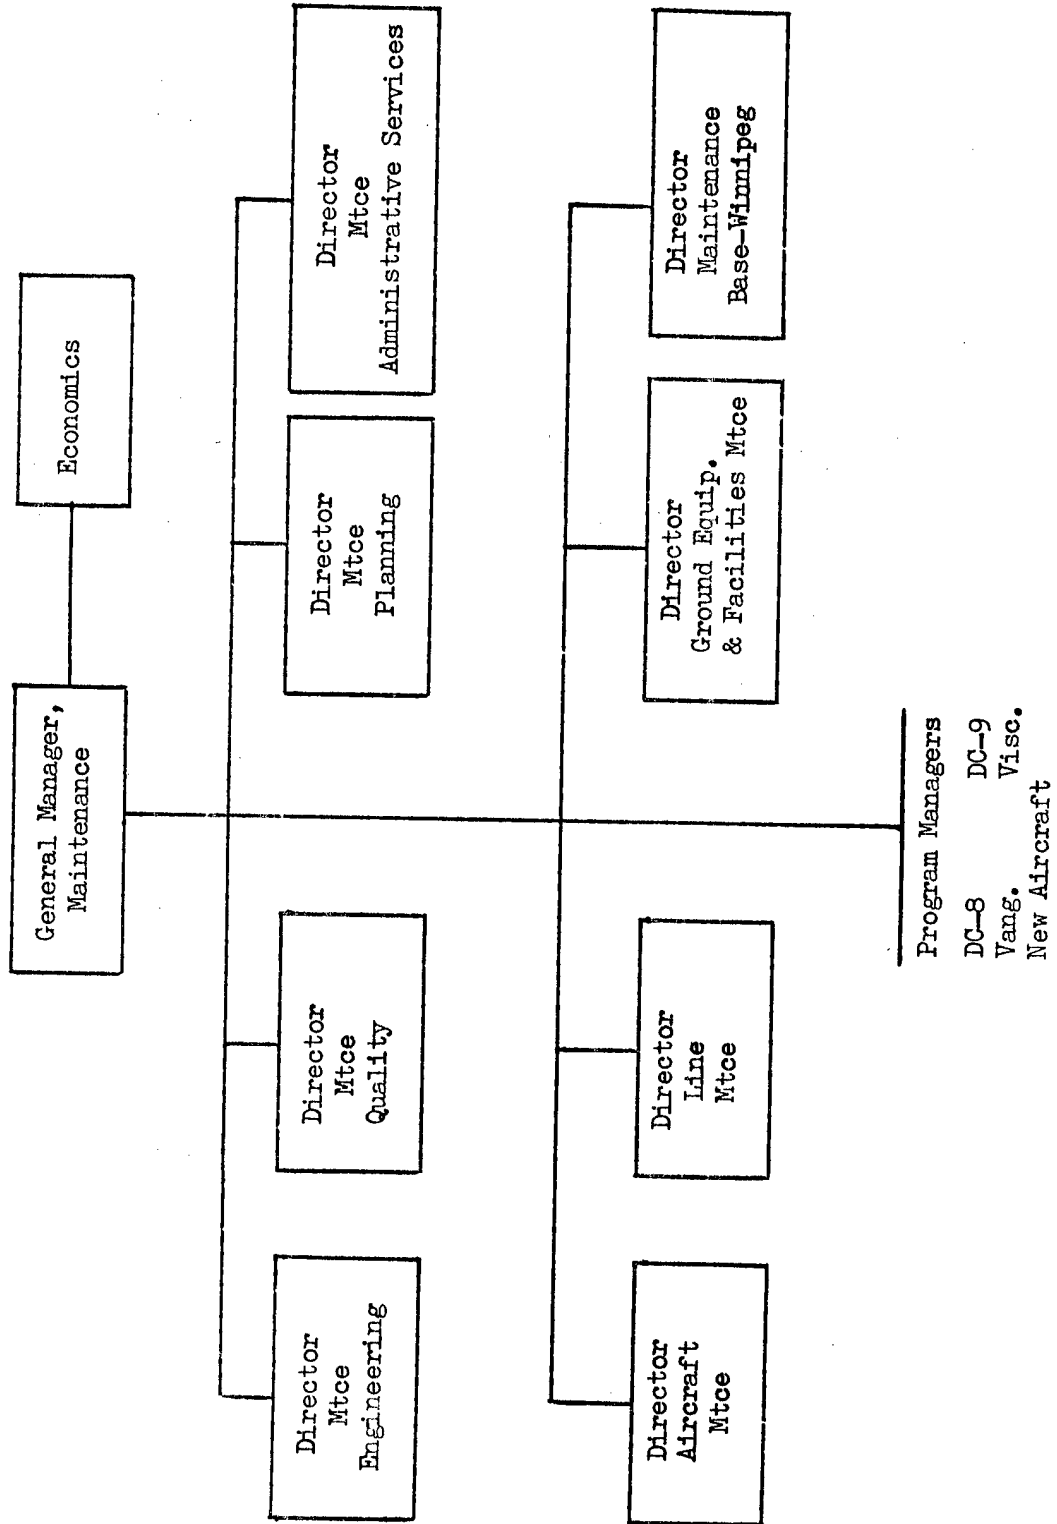 General Manager,
Maintenance
Economics
Director
Mtce
Engineering
Director
Mtce
Quality
Director
Mtce
Planning
Director
Mtce
Administrative Services
Director
Aircraft
Mtce
Director
Line
Mtce
Director
Ground Equip.
& Facilities Mtce
Director
Maintenance
Base-Winnipeg
Program Managers
DC-8 DC-9
Vang. Visc.
New Aircraft